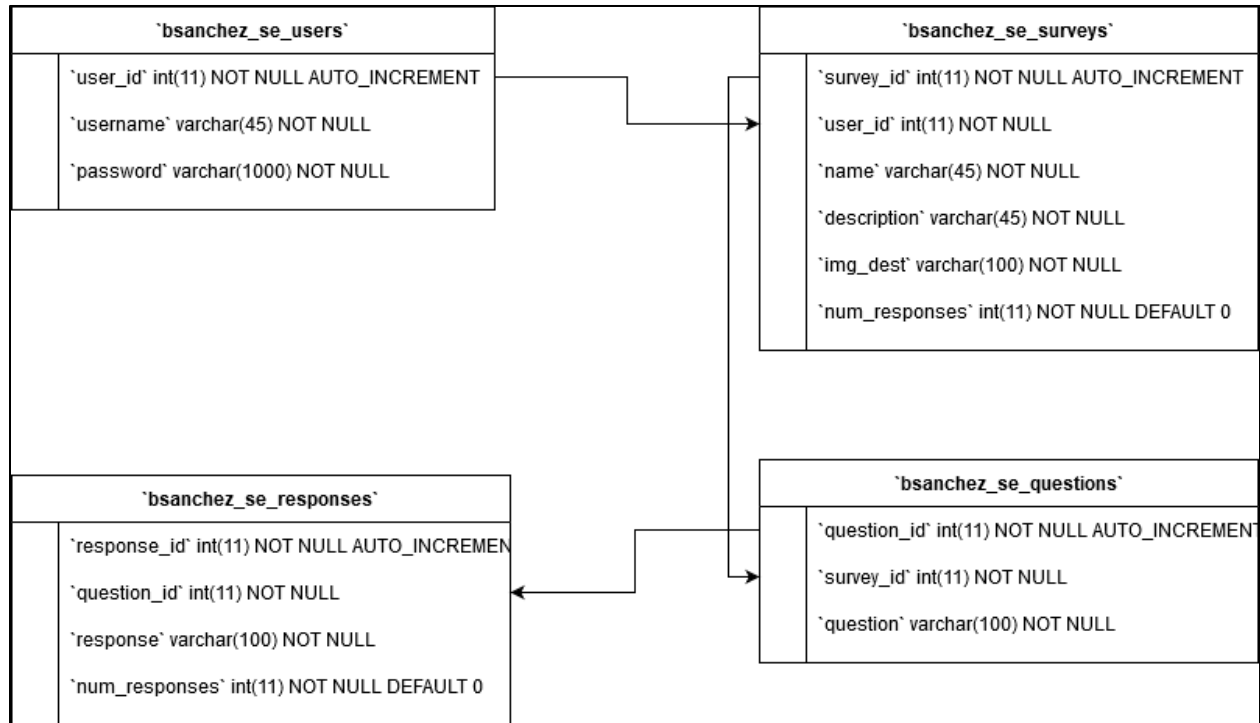 `bsanchez_se_users`
`user_id` int(11) NOT NULL AUTO_INCREMENT
`username` varchar(45) NOT NULL
`password` varchar(1000) NOT NULL
`bsanchez_se_surveys`
`survey_id` int(11) NOT NULL AUTO_INCREMENT
`user_id` int(11) NOT NULL
`name` varchar(45) NOT NULL
`description` varchar(45) NOT NULL
`img_dest` varchar(100) NOT NULL
`num_responses` int(11) NOT NULL DEFAULT 0
`bsanchez_se_responses`
`response_id` int(11) NOT NULL AUTO_INCREMEN
`question_id` int(11) NOT NULL
`response` varchar(100) NOT NULL
`num_responses` int(11) NOT NULL DEFAULT 0
`bsanchez_se_questions`
`question_id` int(11) NOT NULL AUTO_INCREMENT
`survey_id` int(11) NOT NULL
`question` varchar(100) NOT NULL